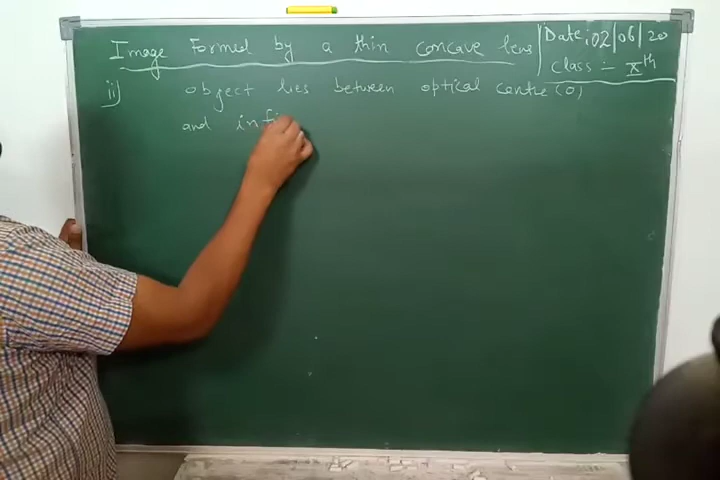 Image Formed by a thin concave lens
Date: 02/06/20
Class :- Xth
ii) object lies between optical centre (O)
and infi